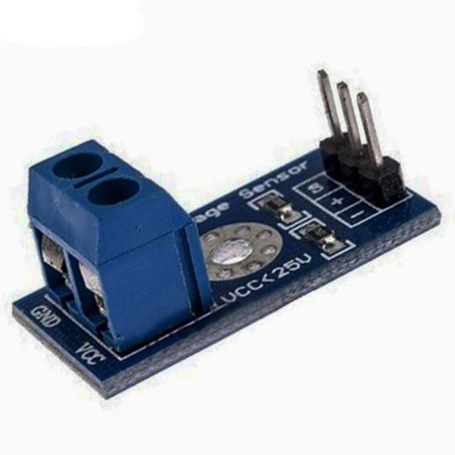 age Sensor
S
+
-
VCC<25V
GND
VCC